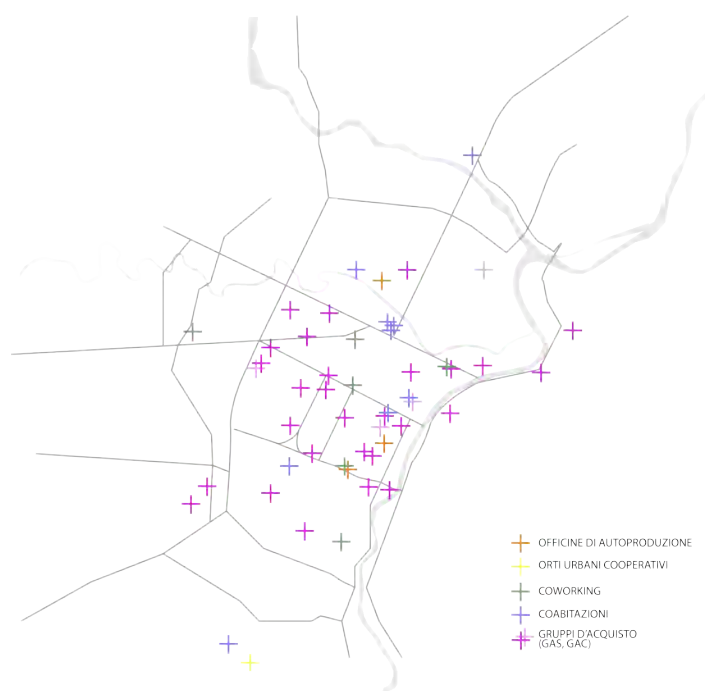 OFFICINE DI AUTOPRODUZIONE
ORTI URBANI COOPERATIVI
COWORKING
COABITAZIONI
GRUPPI D'ACQUISTO
(GAS, GAC)